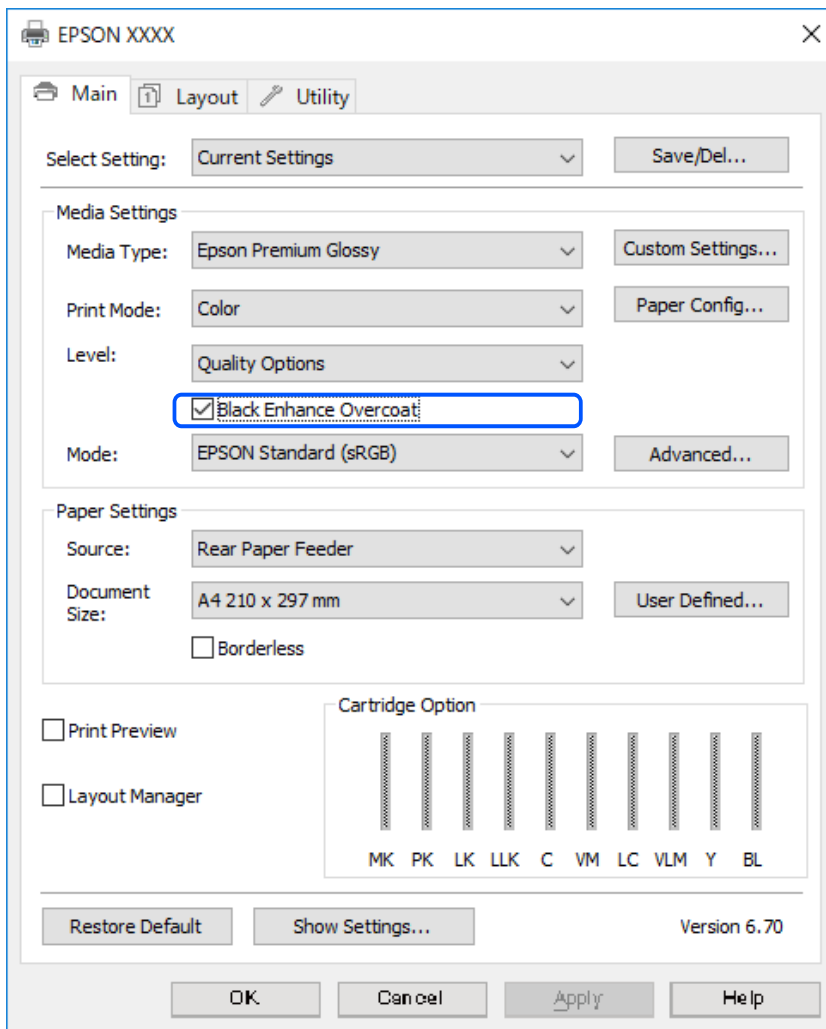 EPSON XXXX
Main Layout Utility
Select Setting: Current Settings Save/Del...
Media Settings
Media Type: Epson Premium Glossy Custom Settings...
Print Mode: Color Paper Config...
Level: Quality Options
Black Enhance Overcoat
Mode: EPSON Standard (sRGB) Advanced...
Paper Settings
Source: Rear Paper Feeder
Document
Size: A4 210 x 297 mm User Defined...
Borderless
Cartridge Option
Print Preview
Layout Manager
MK PK LK LLK C VM LC VLM Y BL
Restore Default Show Settings... Version 6.70
OK Cancel Apply Help